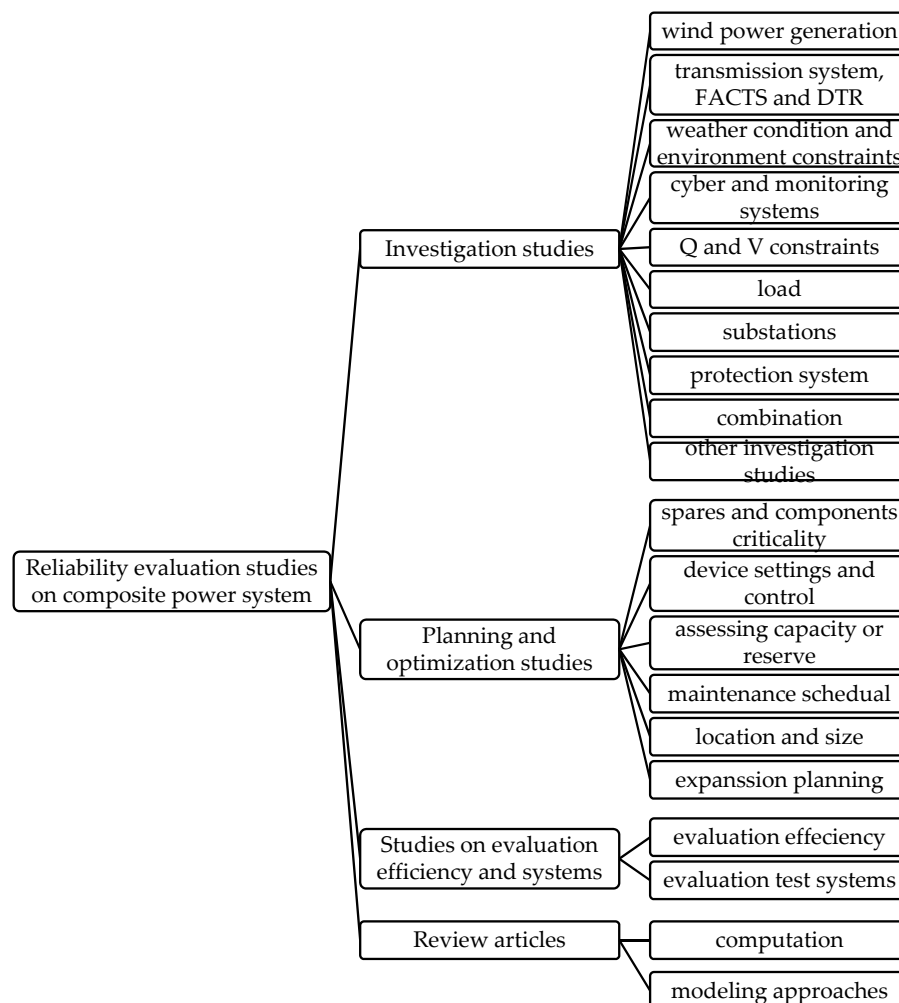 wind power generation
transmission system,
FACTS and DTR
weather condition and
environment constraints
cyber and monitoring
systems
Investigation studies
Q and V constraints
load
substations
protection system
combination
other investigation
studies
Reliability evaluation studies
on composite power system
spares and components
criticality
device settings and
control
Planning and
optimization studies
assessing capacity or
reserve
maintenance schedual
location and size
expanssion planning
Studies on evaluation
efficiency and systems
evaluation effeciency
evaluation test systems
Review articles
computation
modeling approaches